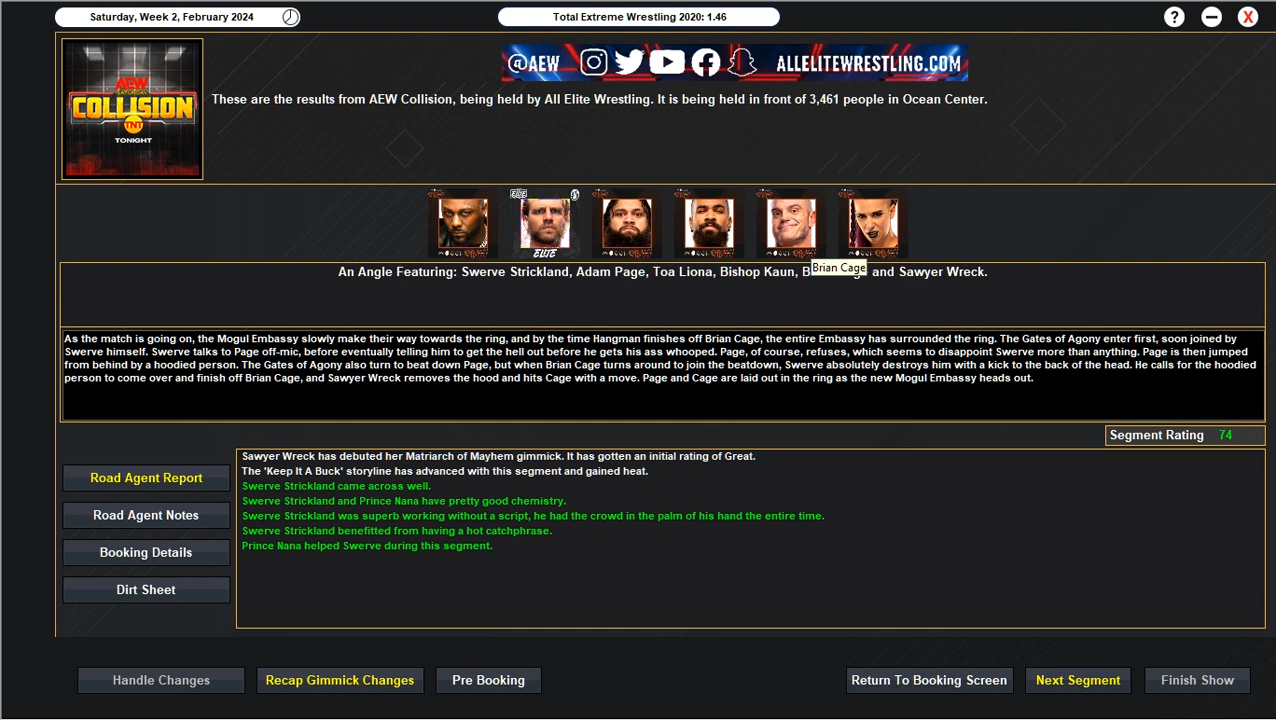 Saturday, Week 2, February 2024
Total Extreme Wrestling 2020: 1.46
? X
AEW
SATURDAY
COLLISION
TNT
TONIGHT
@AEW ALLELITEWRESTLING.COM
These are the results from AEW Collision, being held by All Elite Wrestling. It is being held in front of 3,461 people in Ocean Center.
ELITE
ELITE
Brian Cage
An Angle Featuring: Swerve Strickland, Adam Page, Toa Liona, Bishop Kaun, B and Sawyer Wreck.
As the match is going on, the Mogul Embassy slowly make their way towards the ring, and by the time Hangman finishes off Brian Cage, the entire Embassy has surrounded the ring. The Gates of Agony enter first, soon joined by
Swerve himself. Swerve talks to Page off-mic, before eventually telling him to get the hell out before he gets his ass whooped. Page, of course, refuses, which seems to disappoint Swerve more than anything. Page is then jumped
from behind by a hoodied person. The Gates of Agony also turn to beat down Page, but when Brian Cage turns around to join the beatdown, Swerve absolutely destroys him with a kick to the back of the head. He calls for the hoodied
person to come over and finish off Brian Cage, and Sawyer Wreck removes the hood and hits Cage with a move. Page and Cage are laid out in the ring as the new Mogul Embassy heads out.
Segment Rating 74
Road Agent Report
Road Agent Notes
Booking Details
Dirt Sheet
Sawyer Wreck has debuted her Matriarch of Mayhem gimmick. It has gotten an initial rating of Great.
The 'Keep It A Buck' storyline has advanced with this segment and gained heat.
Swerve Strickland came across well.
Swerve Strickland and Prince Nana have pretty good chemistry.
Swerve Strickland was superb working without a script, he had the crowd in the palm of his hand the entire time.
Swerve Strickland benefitted from having a hot catchphrase.
Prince Nana helped Swerve during this segment.
Handle Changes
Recap Gimmick Changes
Pre Booking
Return To Booking Screen
Next Segment
Finish Show